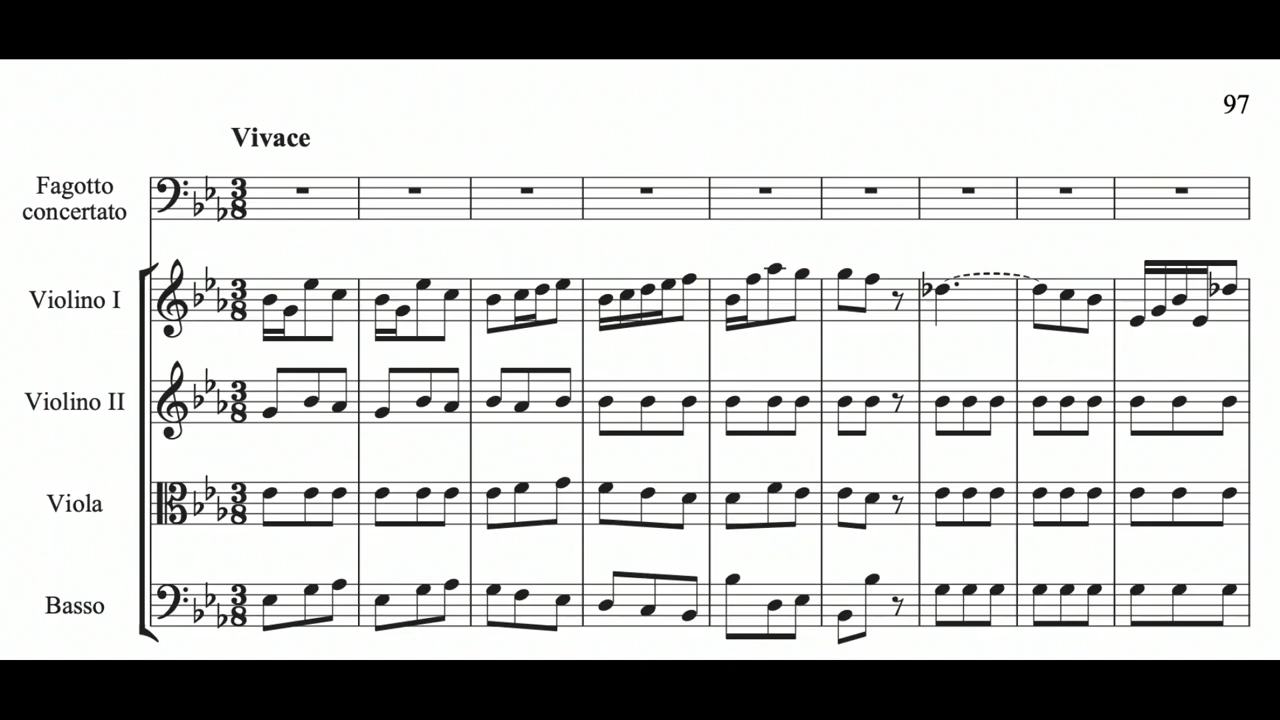 97
Vivace
Fagotto
concertato
Violino I
Violino II
Viola
Basso